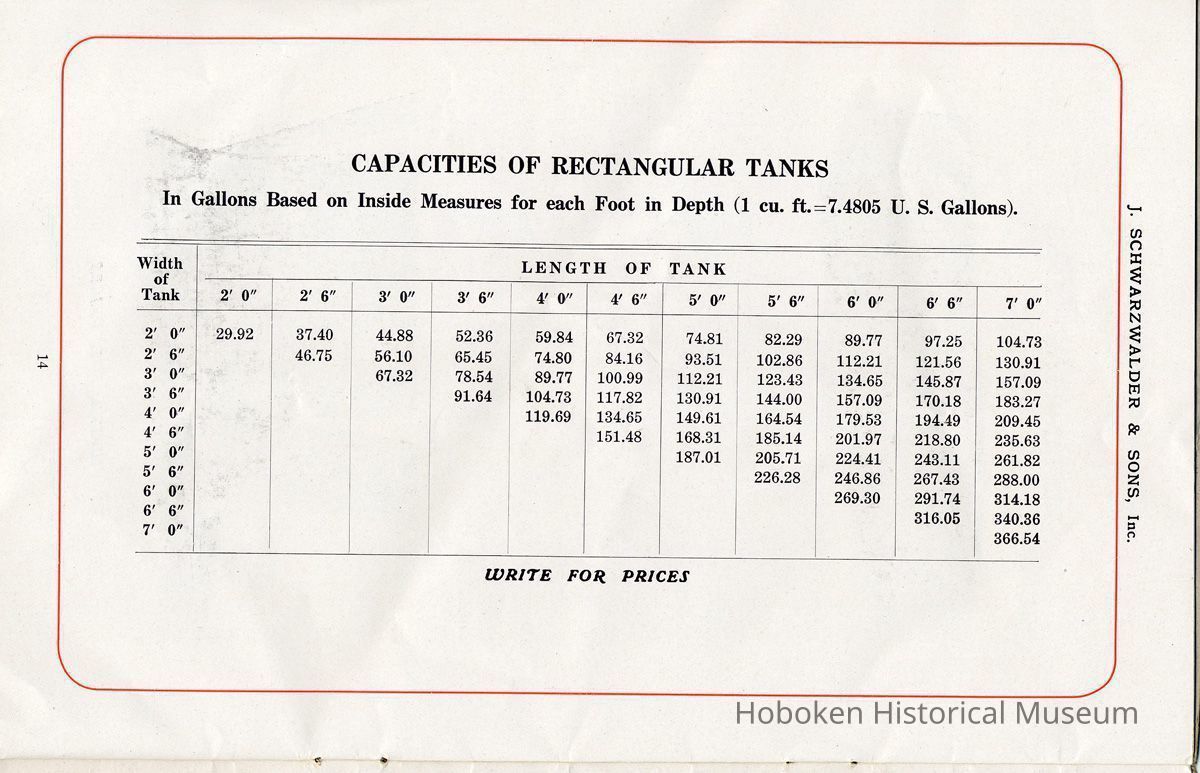 CAPACITIES OF RECTANGULAR TANKS
In Gallons Based on Inside Measures for each Foot in Depth (1 cu. ft.=7.4805 U. S. Gallons).
Width of Tank
LENGTH OF TANK
2′ 0″ 2′ 6″ 3′ 0″ 3′ 6″ 4′ 0″ 4′ 6″ 5′ 0″ 5′ 6″ 6′ 0″ 6′ 6″ 7′ 0″
2′ 0″ 29.92 37.40 44.88 52.36 59.84 67.32 74.81 82.29 89.77 97.25 104.73
2′ 6″ 46.75 56.10 65.45 74.80 84.16 93.51 102.86 112.21 121.56 130.91
3′ 0″ 67.32 78.54 89.77 100.99 112.21 123.43 134.65 145.87 157.09
3′ 6″ 91.64 104.73 117.82 130.91 144.00 157.09 170.18 183.27
4′ 0″ 119.69 134.65 149.61 164.54 179.53 194.49 209.45
4′ 6″ 151.48 168.31 185.14 201.97 218.80 235.63
5′ 0″ 187.01 205.71 224.41 243.11 261.82
5′ 6″ 226.28 246.86 267.43 288.00
6′ 0″ 269.30 291.74 314.18
6′ 6″ 316.05 340.36
7′ 0″ 366.54
WRITE FOR PRICES
14
J. SCHWARZWALDER & SONS, Inc.
Hoboken Historical Museum